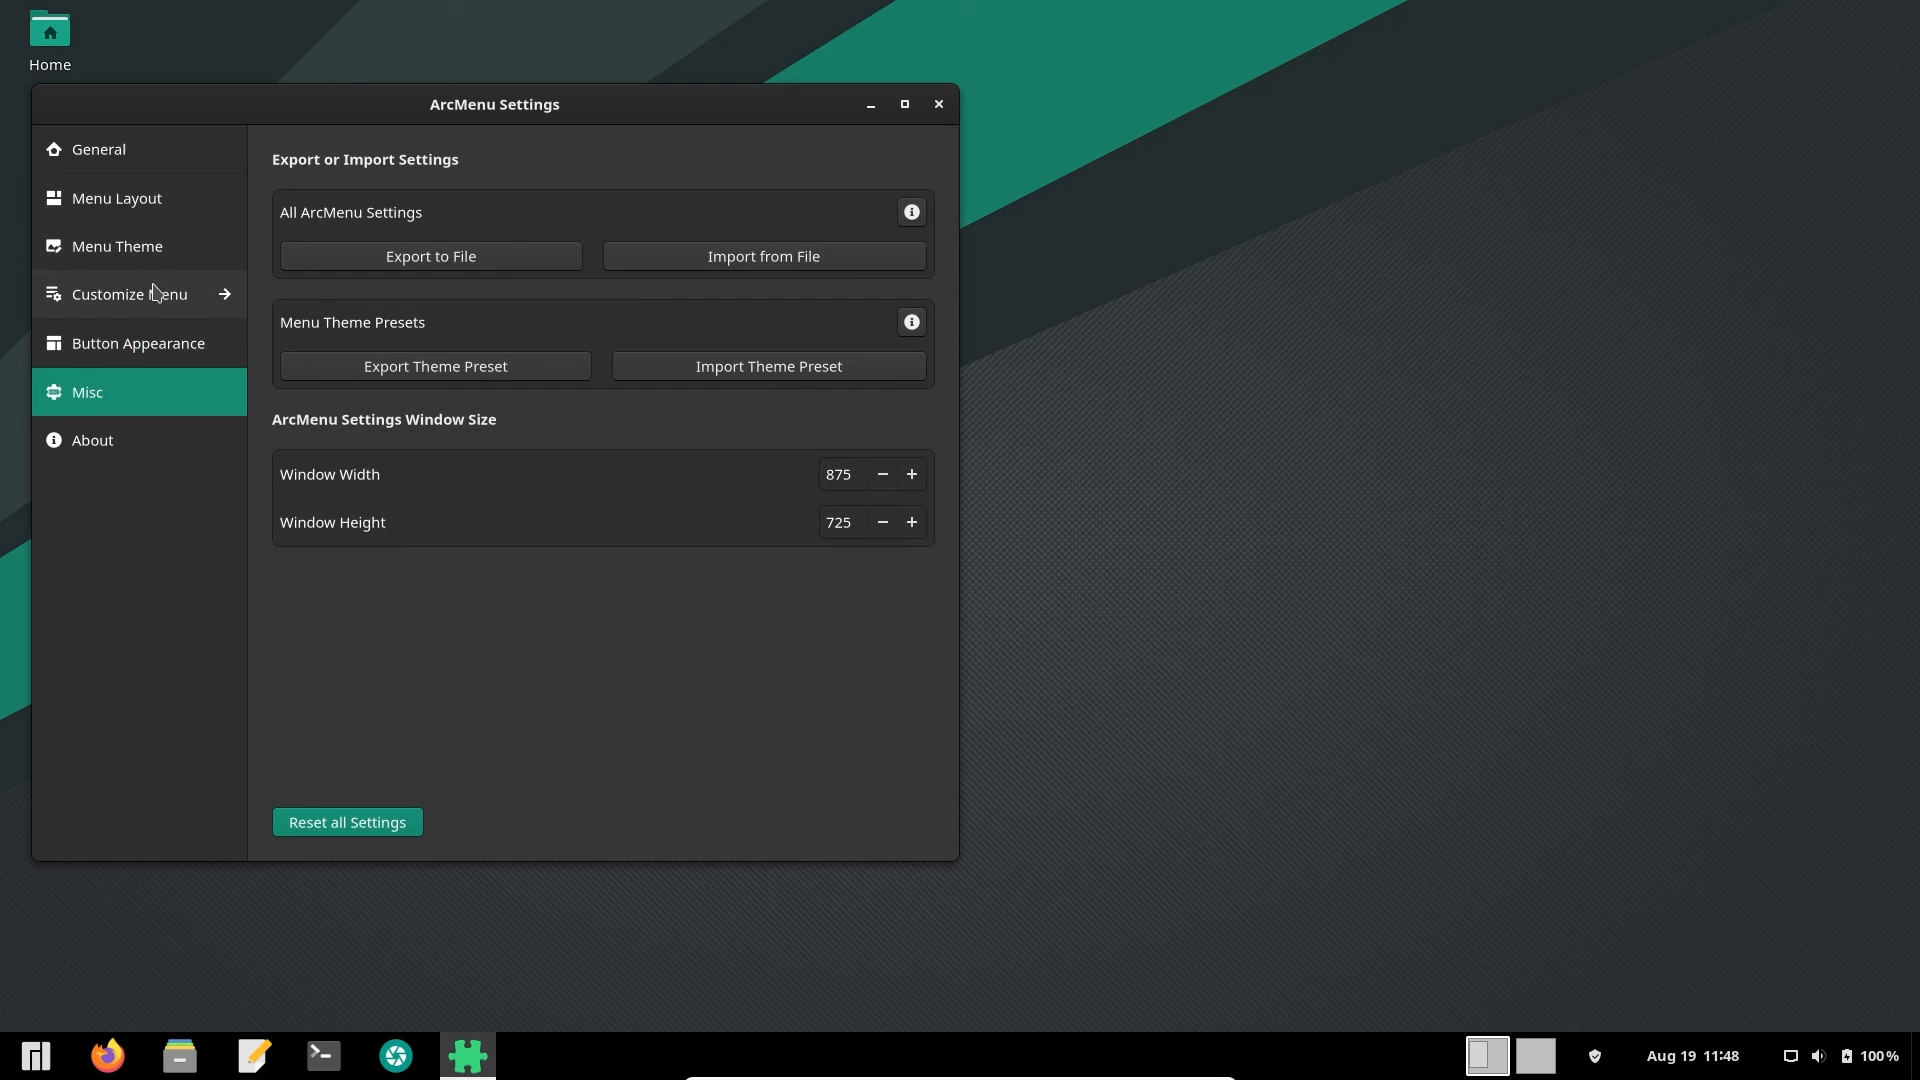 Home
ArcMenu Settings
General
Menu Layout
Menu Theme
Customize Menu
Button Appearance
Misc
About
Export or Import Settings
All ArcMenu Settings
Export to File
Import from File
Menu Theme Presets
Export Theme Preset
Import Theme Preset
ArcMenu Settings Window Size
Window Width
875
Window Height
725
Reset all Settings
Aug 19 11:48
100 %